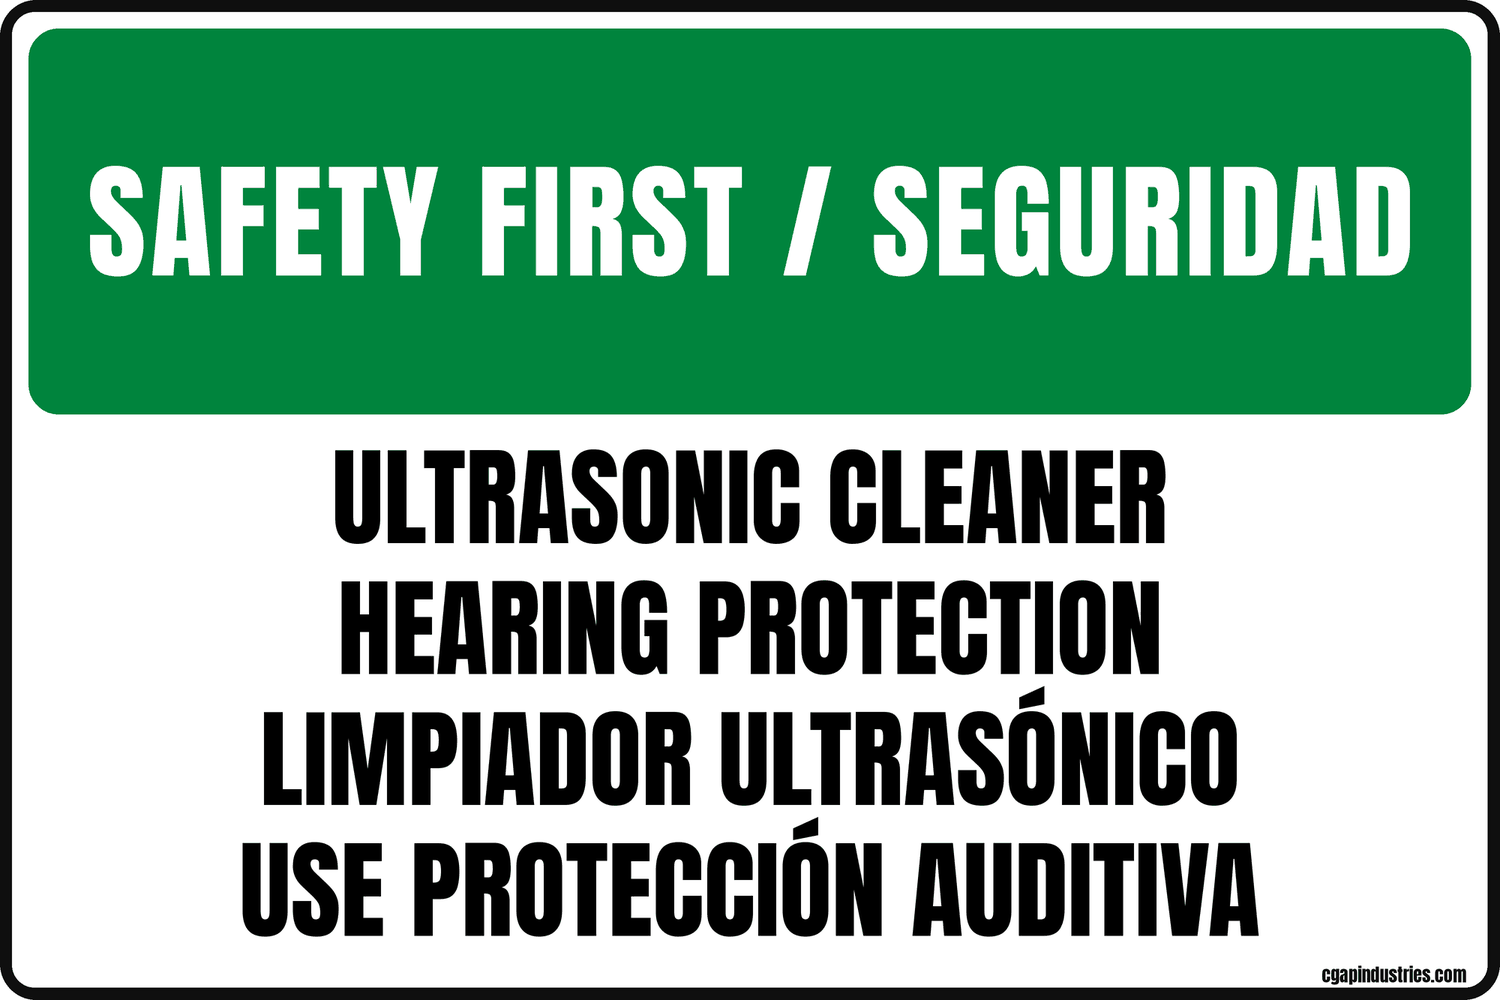 SAFETY FIRST / SEGURIDAD
ULTRASONIC CLEANER
HEARING PROTECTION
LIMPIADOR ULTRASÓNICO
USE PROTECCIÓN AUDITIVA
cgapindustries.com